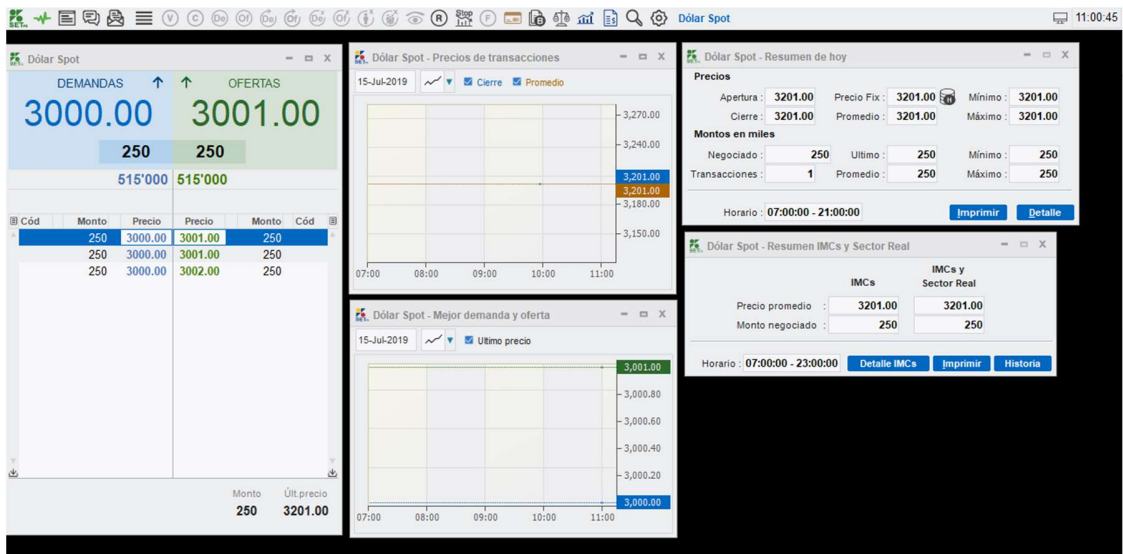 SET-FX
V C De Of De Of De Of R Stop F Dólar Spot 11:00:45
Dólar Spot
DEMANDAS OFERTAS
3000.00 3001.00
250 250
515'000 515'000
Cód Monto Precio Precio Monto Cód
250 3000.00 3001.00 250
250 3000.00 3001.00 250
250 3000.00 3002.00 250
Monto Últ.precio
250 3201.00
Dólar Spot - Precios de transacciones
15-Jul-2019 Cierre Promedio
3,270.00
3,240.00
3,201.00
3,201.00
3,180.00
3,150.00
07:00 08:00 09:00 10:00 11:00
Dólar Spot - Mejor demanda y oferta
15-Jul-2019 Ultimo precio
3,001.00
3,000.80
3,000.60
3,000.40
3,000.20
3,000.00
07:00 08:00 09:00 10:00 11:00
Dólar Spot - Resumen de hoy
Precios
Apertura : 3201.00 Precio Fix : 3201.00 Mínimo : 3201.00
Cierre : 3201.00 Promedio : 3201.00 Máximo : 3201.00
Montos en miles
Negociado : 250 Ultimo : 250 Mínimo : 250
Transacciones : 1 Promedio : 250 Máximo : 250
Horario : 07:00:00 - 21:00:00 Imprimir Detalle
Dólar Spot - Resumen IMCs y Sector Real
IMCs IMCs y
Sector Real
Precio promedio : 3201.00 3201.00
Monto negociado : 250 250
Horario : 07:00:00 - 23:00:00 Detalle IMCs Imprimir Historia